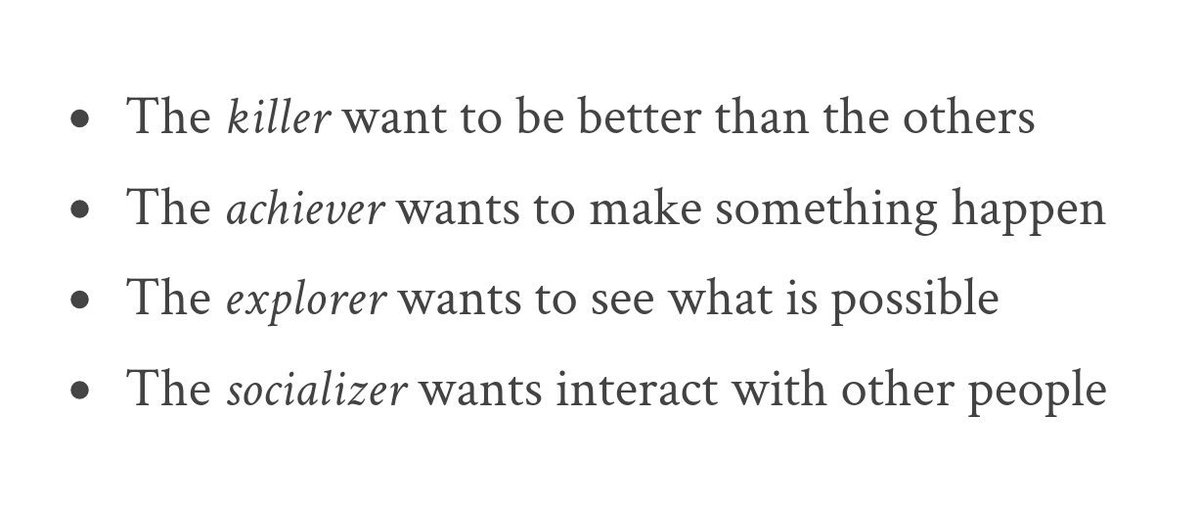 • The killer want to be better than the others
• The achiever wants to make something happen
• The explorer wants to see what is possible
• The socializer wants interact with other people